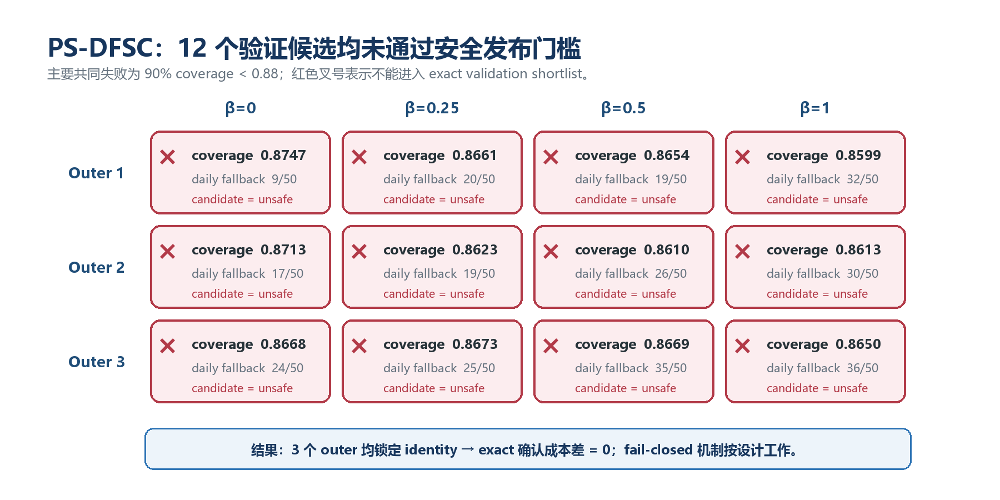 PS-DFSC：12 个验证候选均未通过安全发布门槛
主要共同失败为 90% coverage < 0.88；红色叉号表示不能进入 exact validation shortlist。
β=0
β=0.25
β=0.5
β=1
Outer 1
coverage 0.8747
daily fallback 9/50
candidate = unsafe
coverage 0.8661
daily fallback 20/50
candidate = unsafe
coverage 0.8654
daily fallback 19/50
candidate = unsafe
coverage 0.8599
daily fallback 32/50
candidate = unsafe
Outer 2
coverage 0.8713
daily fallback 17/50
candidate = unsafe
coverage 0.8623
daily fallback 19/50
candidate = unsafe
coverage 0.8610
daily fallback 26/50
candidate = unsafe
coverage 0.8613
daily fallback 30/50
candidate = unsafe
Outer 3
coverage 0.8668
daily fallback 24/50
candidate = unsafe
coverage 0.8673
daily fallback 25/50
candidate = unsafe
coverage 0.8669
daily fallback 35/50
candidate = unsafe
coverage 0.8650
daily fallback 36/50
candidate = unsafe
结果：3 个 outer 均锁定 identity → exact 确认成本差 = 0；fail-closed 机制按设计工作。